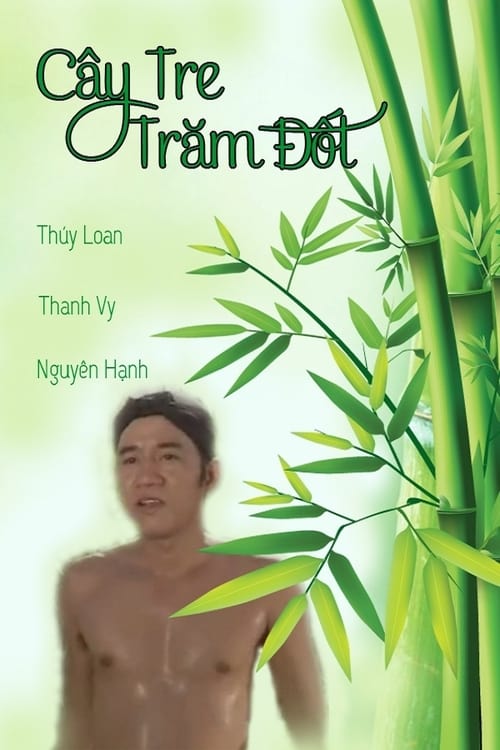 Cây Tre
Trăm Đốt
Thúy Loan
Thanh Vy
Nguyên Hạnh